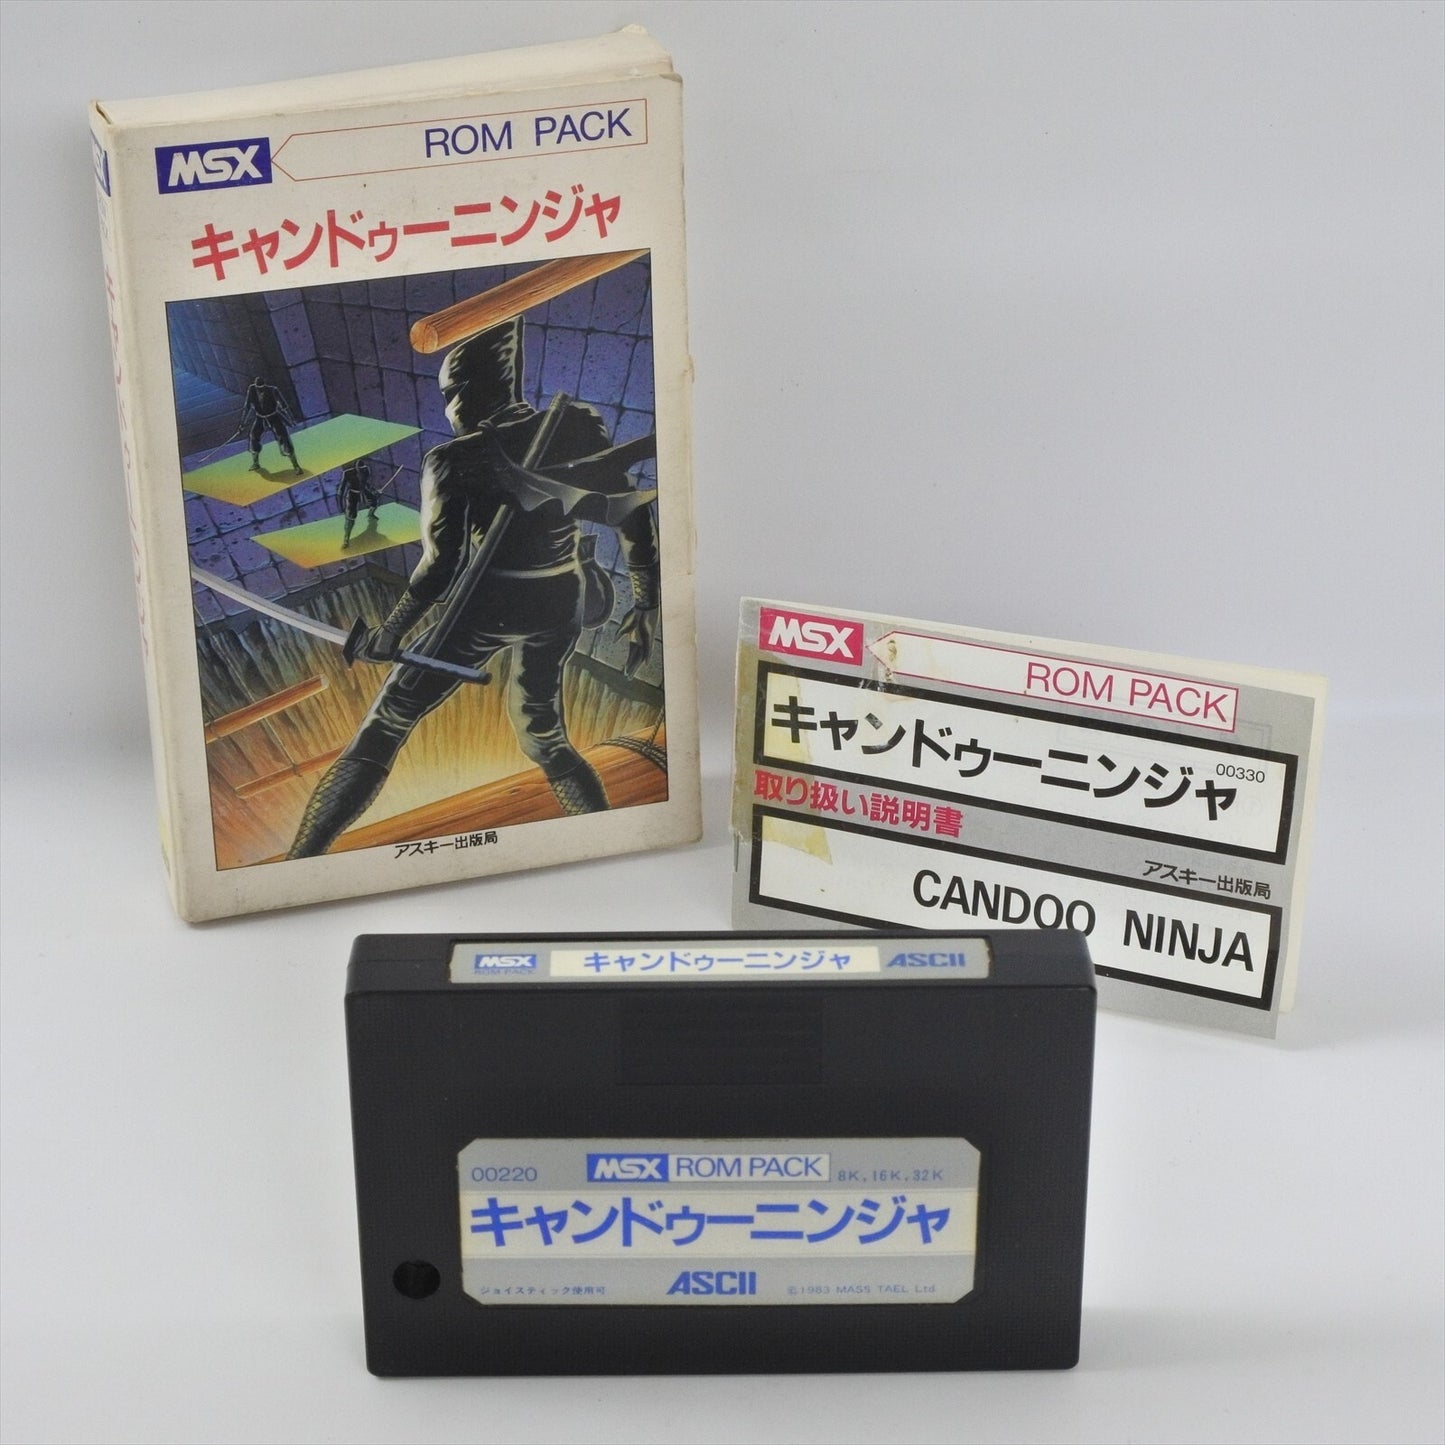 MSX ROM PACK
キャンドゥーニンジャ
アスキー出版局
MSX
ROM PACK
キャンドゥーニンジャ
00330
取り扱い説明書
アスキー出版局
CANDOO NINJA
MSX
ROM PACK
キャンドゥーニンジャ
ASCII
00220 MSX ROM PACK 8K, 16K, 32K
キャンドゥーニンジャ
ジョイスティック使用可 ASCII ©1983 MASS TAEL Ltd